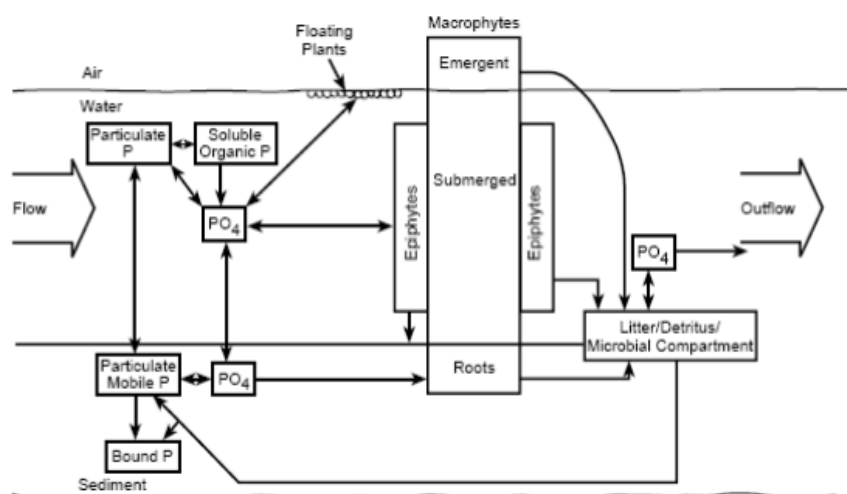 Macrophytes
Floating
Plants
Emergent
Air
Water
Particulate
P
Soluble
Organic P
Flow
PO4
Epiphytes
Submerged
Epiphytes
PO4
Outflow
Litter/Detritus/
Microbial Compartment
Particulate
Mobile P
PO4
Roots
Bound P
Sediment